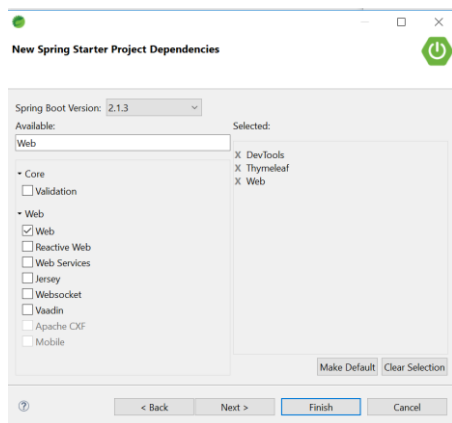 New Spring Starter Project Dependencies
Spring Boot Version: 2.1.3
Available:
Selected:
Web
X DevTools
X Thymeleaf
X Web
Core
Validation
Web
Web
Reactive Web
Web Services
Jersey
Websocket
Vaadin
Apache CXF
Mobile
Make Default Clear Selection
? < Back Next > Finish Cancel